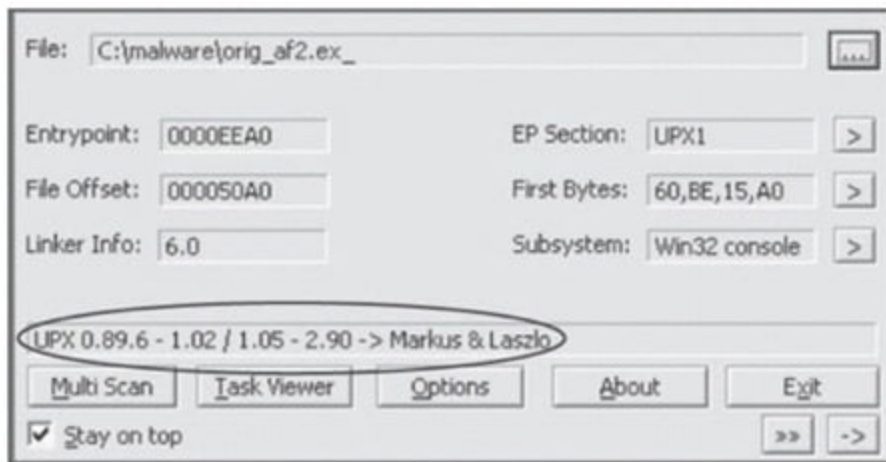 File: C:\malware\orig_af2.ex_ ...
Entrypoint: 0000EEA0 EP Section: UPX1 >
File Offset: 000050A0 First Bytes: 60,BE,15,A0 >
Linker Info: 6.0 Subsystem: Win32 console >
UPX 0.89.6 - 1.02 / 1.05 - 2.90 -> Markus & Laszlo
Multi Scan Task Viewer Options About Exit
Stay on top >> ->